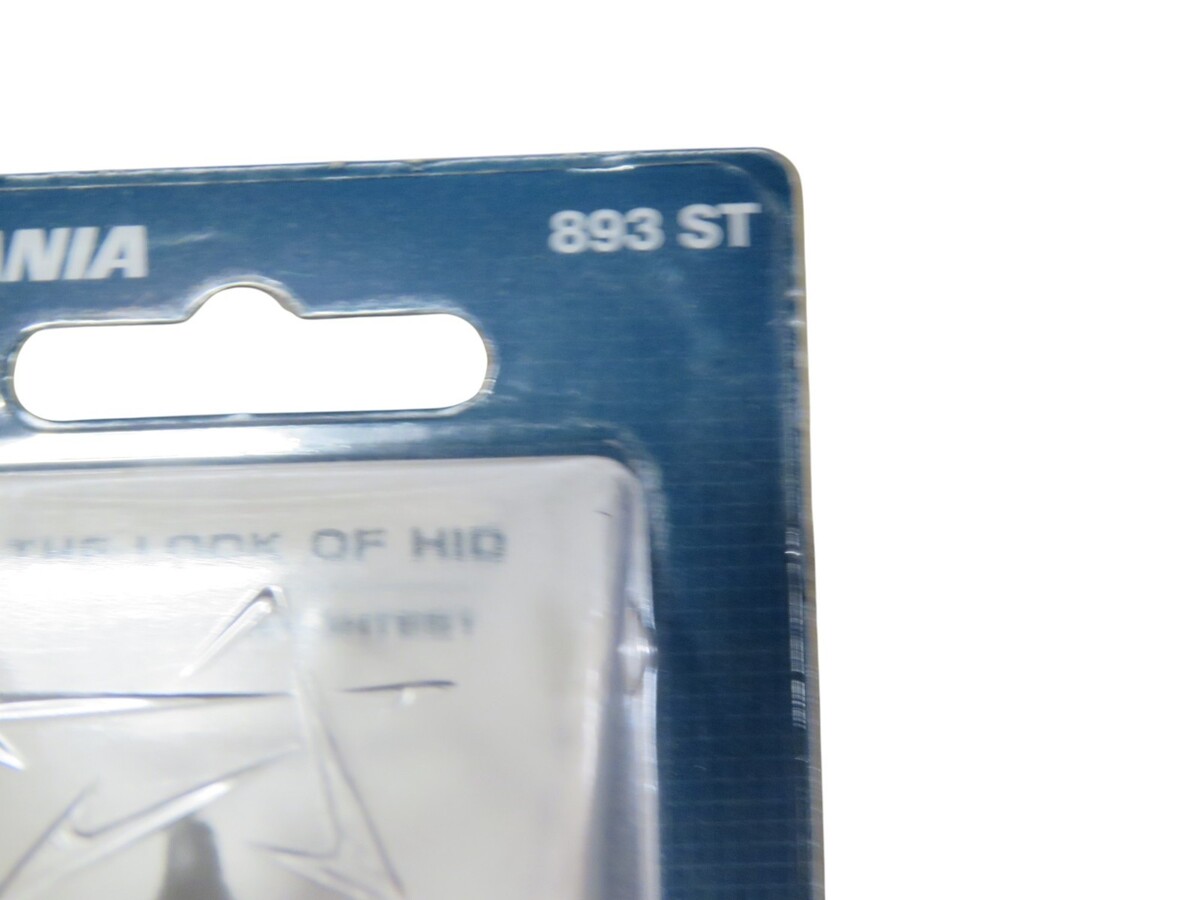 893 ST
ANIA
THE LOOK OF HID